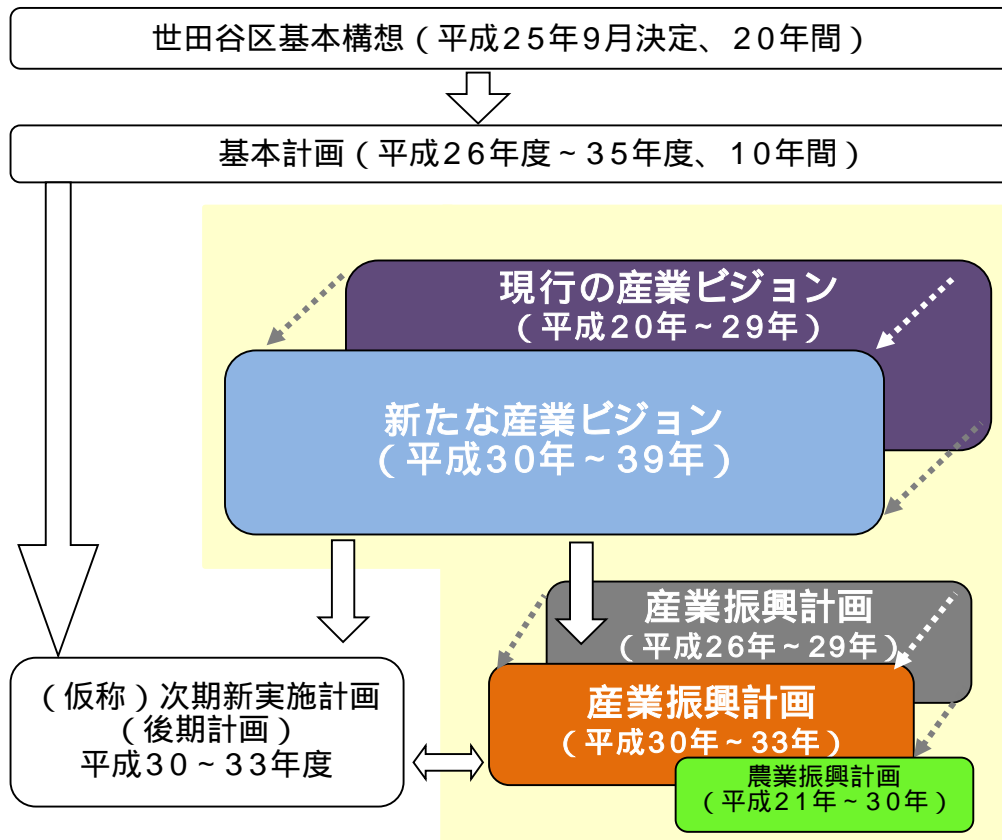 世田谷区基本構想（平成25年9月決定、20年間）
基本計画（平成26年度～35年度、10年間）
現行の産業ビジョン
（平成20年～29年）
新たな産業ビジョン
（平成30年～39年）
産業振興計画
（平成26年～29年）
（仮称）次期新実施計画
（後期計画）
平成30～33年度
産業振興計画
（平成30年～33年）
農業振興計画
（平成21年～30年）